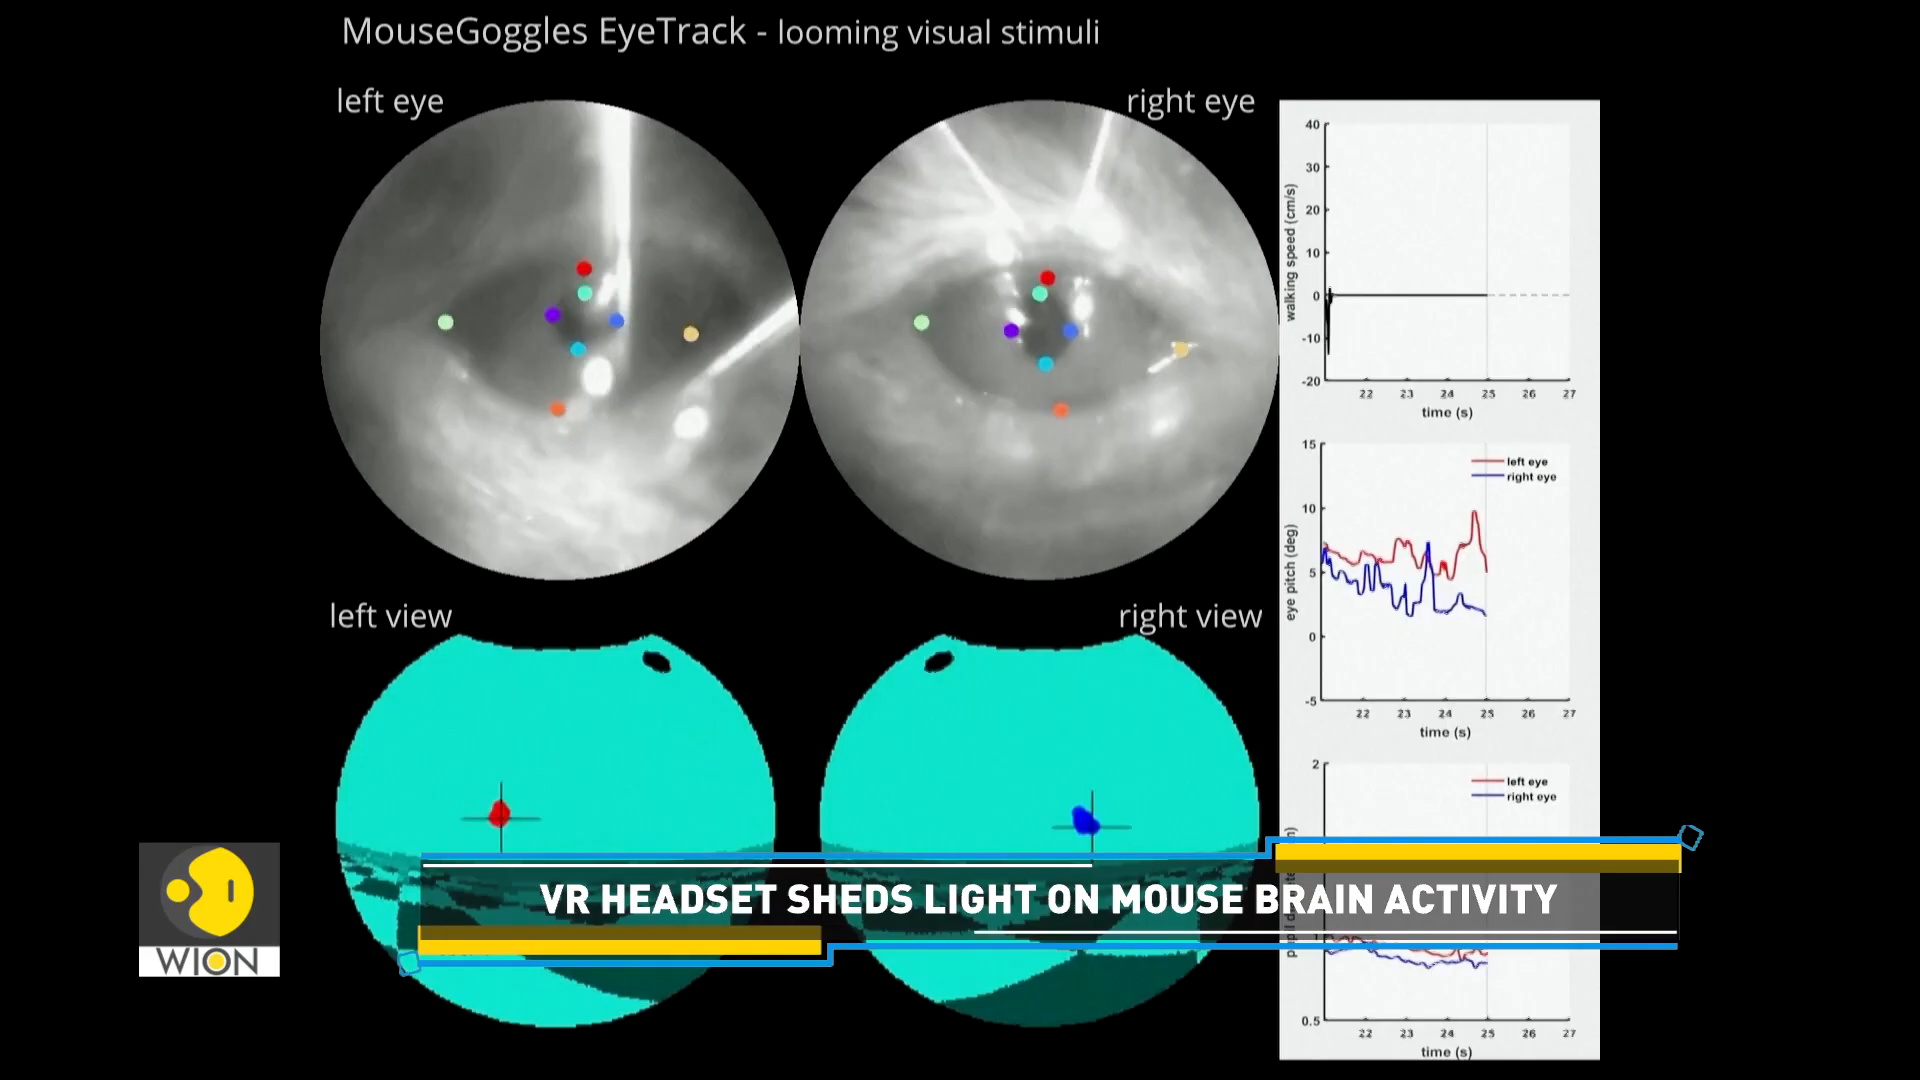 MouseGoggles EyeTrack - looming visual stimuli
left eye
right eye
left view
right view
40
30
20
10
0
-10
-20
walking speed (cm/s)
22 23 24 25 26 27
time (s)
15
10
5
0
-5
eye pitch (deg)
left eye
right eye
22 23 24 25 26 27
time (s)
2
0.5
left eye
right eye
22 23 24 25 26 27
time (s)
VR HEADSET SHEDS LIGHT ON MOUSE BRAIN ACTIVITY
WION